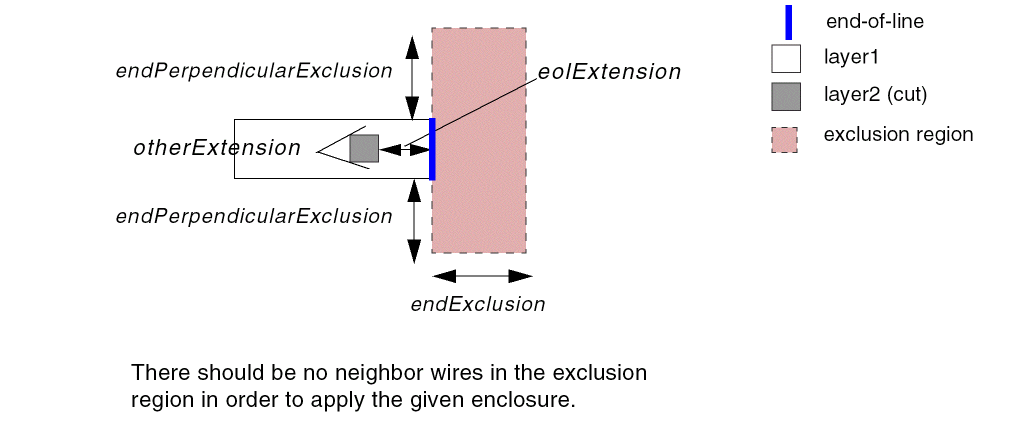 end-of-line
layer1
endPerpendicularExclusion
eolExtension
layer2 (cut)
exclusion region
otherExtension
endPerpendicularExclusion
endExclusion
There should be no neighbor wires in the exclusion
region in order to apply the given enclosure.